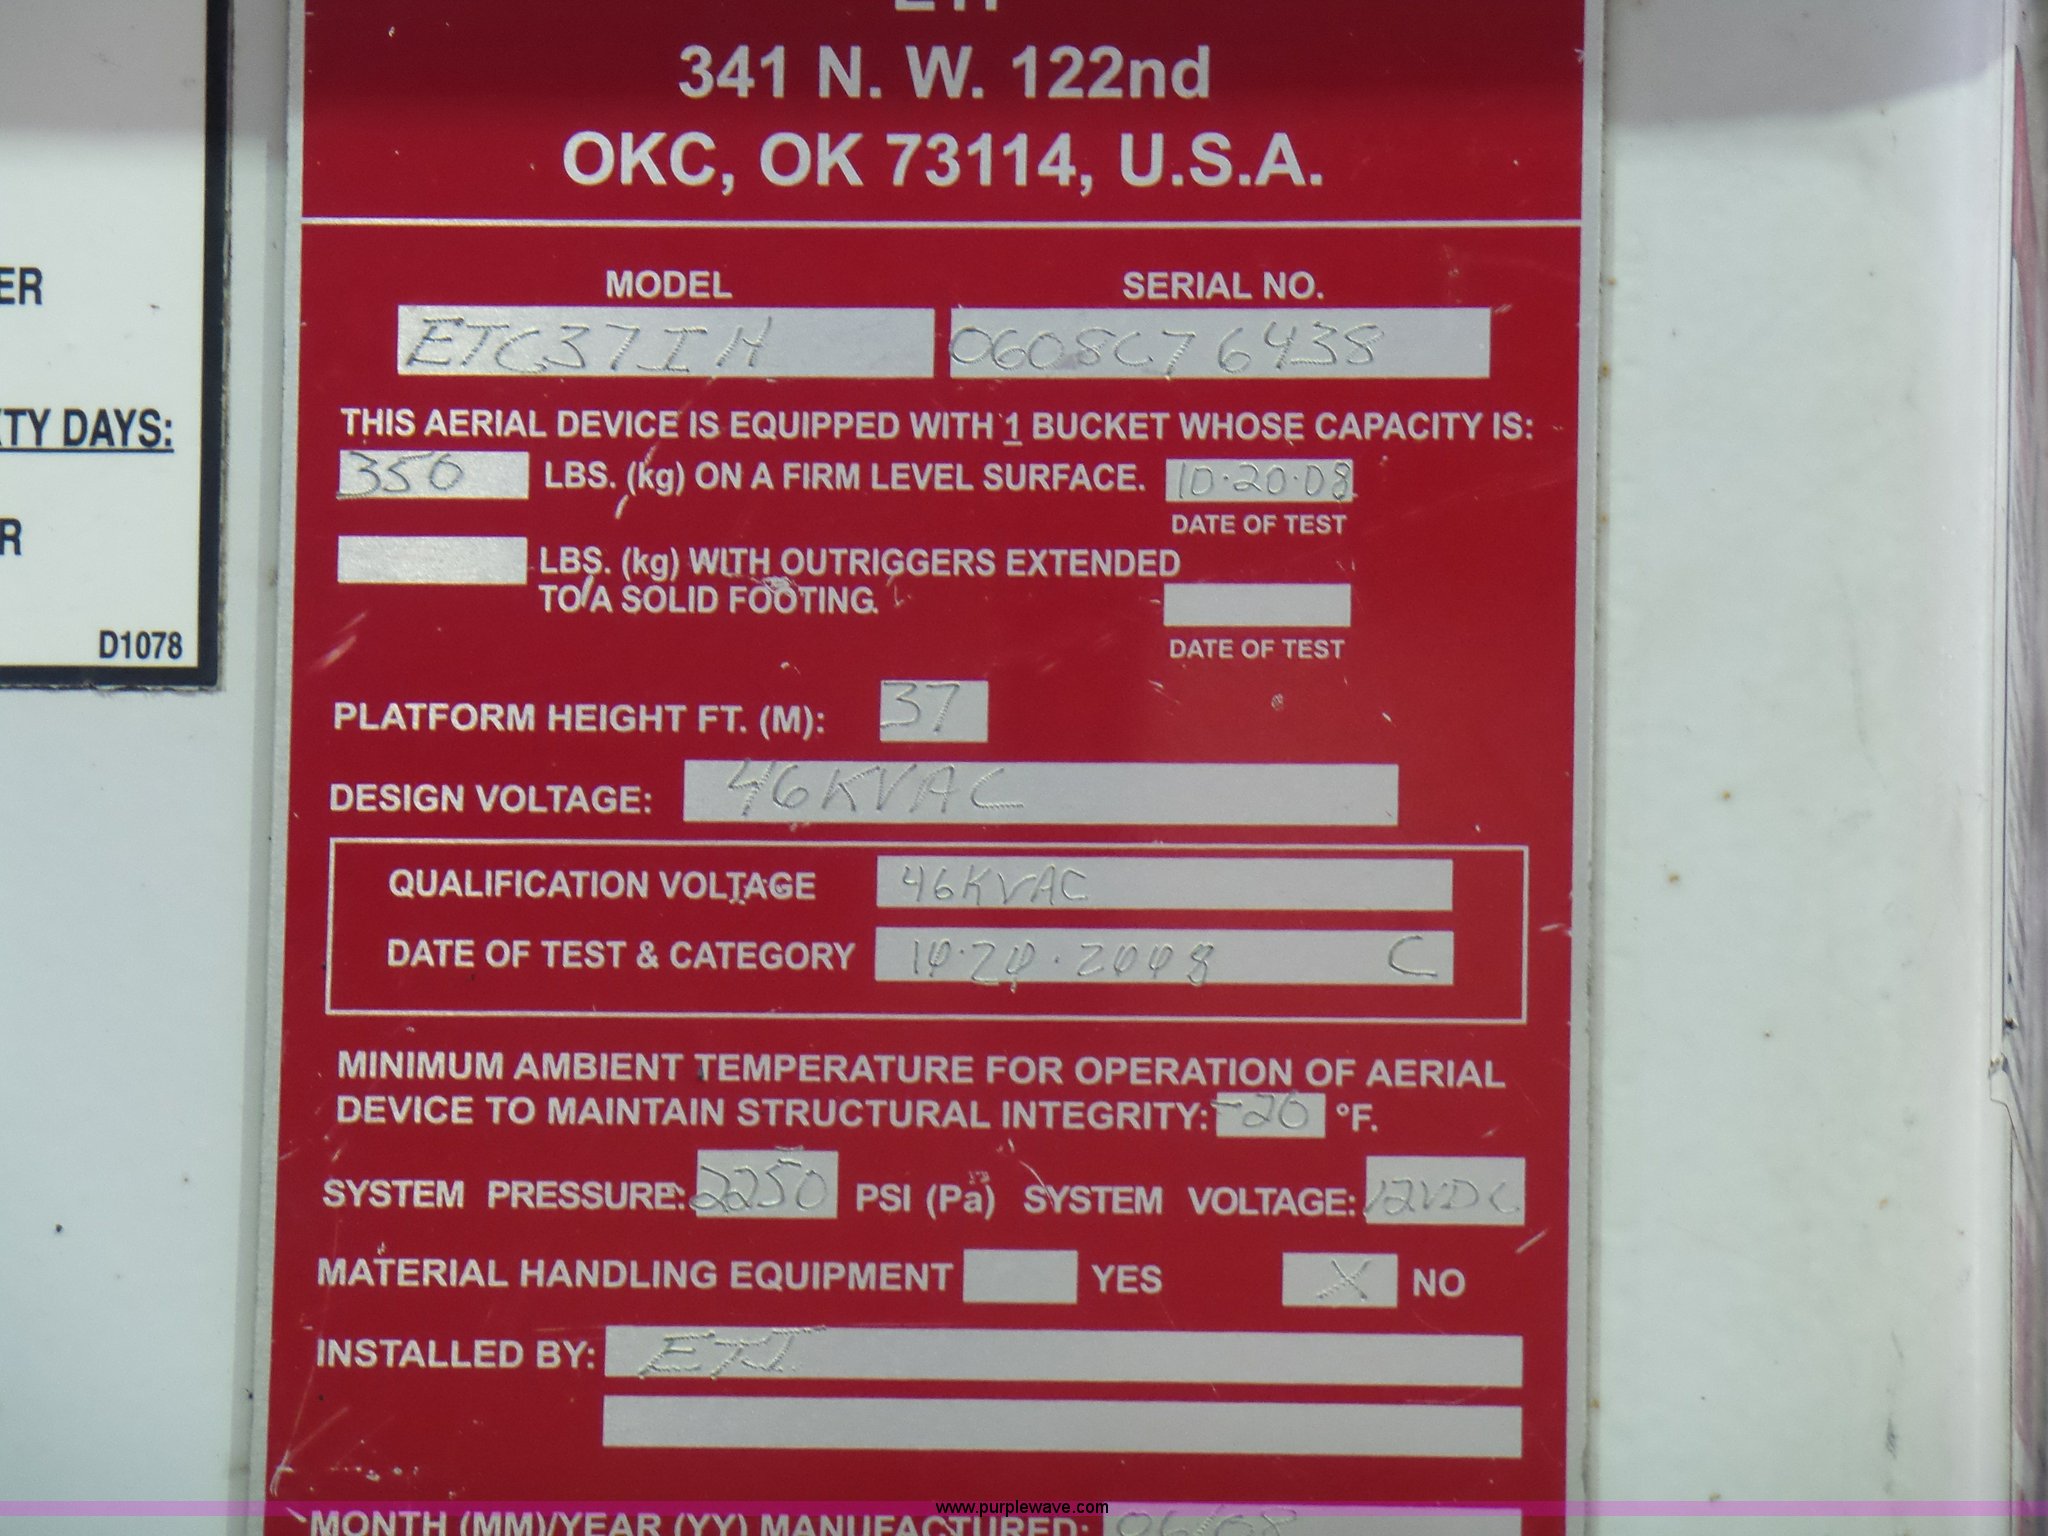 ETI
341 N. W. 122nd
OKC, OK 73114, U.S.A.
MODEL SERIAL NO.
ETC37IH 0608C76438
THIS AERIAL DEVICE IS EQUIPPED WITH 1 BUCKET WHOSE CAPACITY IS:
350 LBS. (kg) ON A FIRM LEVEL SURFACE. 10·20·08
DATE OF TEST
LBS. (kg) WITH OUTRIGGERS EXTENDED
TO A SOLID FOOTING.
DATE OF TEST
PLATFORM HEIGHT FT. (M): 37
DESIGN VOLTAGE: 46KVAC
QUALIFICATION VOLTAGE 46KVAC
DATE OF TEST & CATEGORY 10·20·2008 C
MINIMUM AMBIENT TEMPERATURE FOR OPERATION OF AERIAL
DEVICE TO MAINTAIN STRUCTURAL INTEGRITY: -20 °F.
SYSTEM PRESSURE: 2250 PSI (Pa) SYSTEM VOLTAGE: 12VDC
MATERIAL HANDLING EQUIPMENT YES X NO
INSTALLED BY: ETI
MONTH (MM)/YEAR (YY) MANUFACTURED: 06/08
ER
XTY DAYS:
R
D1078
www.purplewave.com